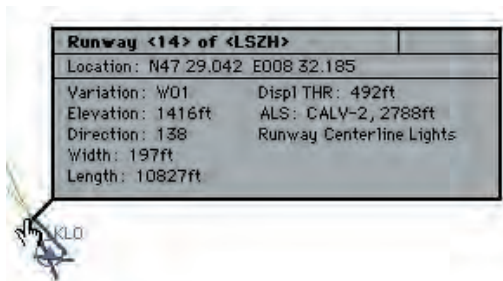 Runway <14> of <LSZH>
Location: N47 29.042 E008 32.185
Variation: W01 Displ THR: 492ft
Elevation: 1416ft ALS: CALV-2, 2788ft
Direction: 138 Runway Centerline Lights
Width: 197ft
Length: 10827ft
KLO